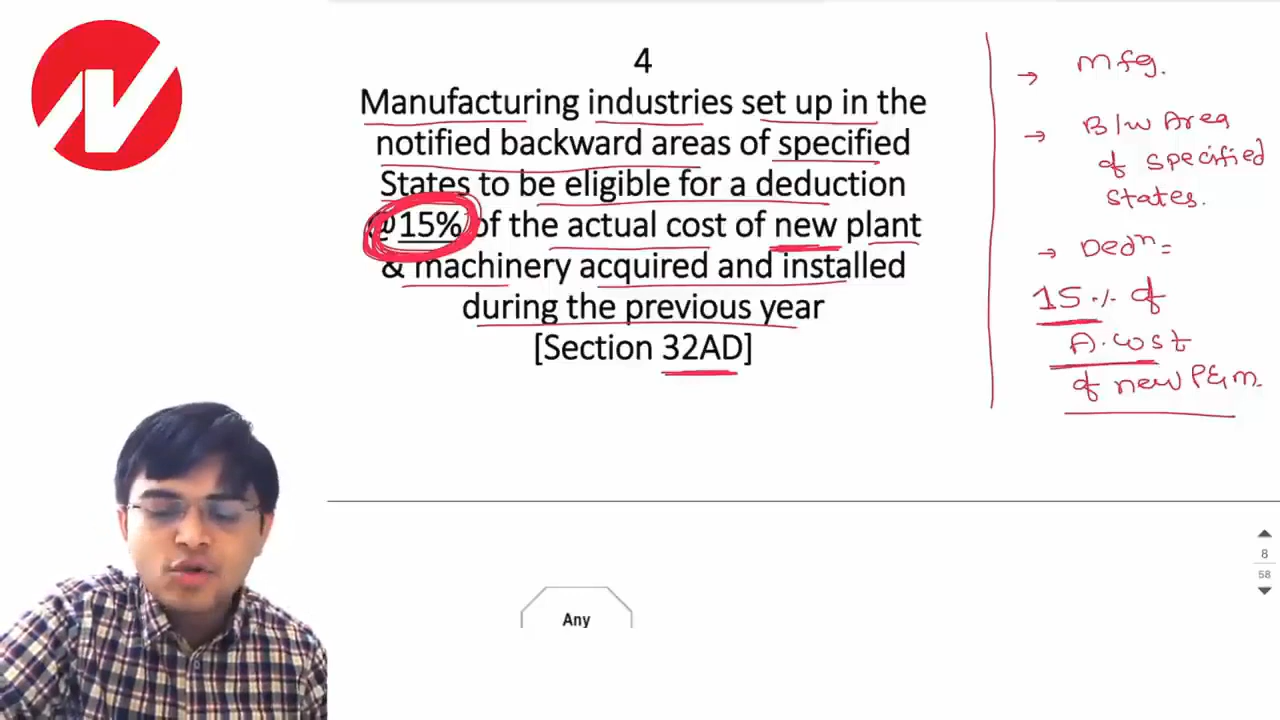 4
Manufacturing industries set up in the
notified backward areas of specified
States to be eligible for a deduction
@15% of the actual cost of new plant
& machinery acquired and installed
during the previous year
[Section 32AD]
→ Mfg.
→ B/w Area
of specified
states.
→ Dedⁿ =
15% of
A. cost
of new P&M.
8
58
Any